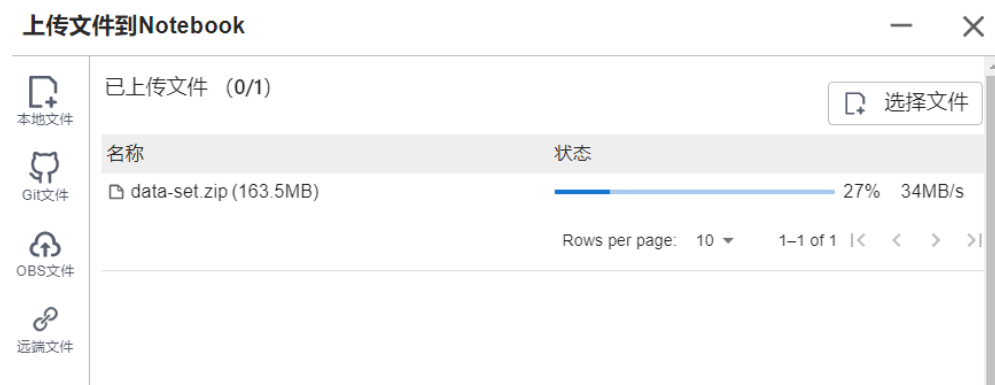 上传文件到Notebook
本地文件
Git文件
OBS文件
远端文件
已上传文件 （0/1）
选择文件
名称 状态
data-set.zip (163.5MB) 27% 34MB/s
Rows per page: 10 1–1 of 1